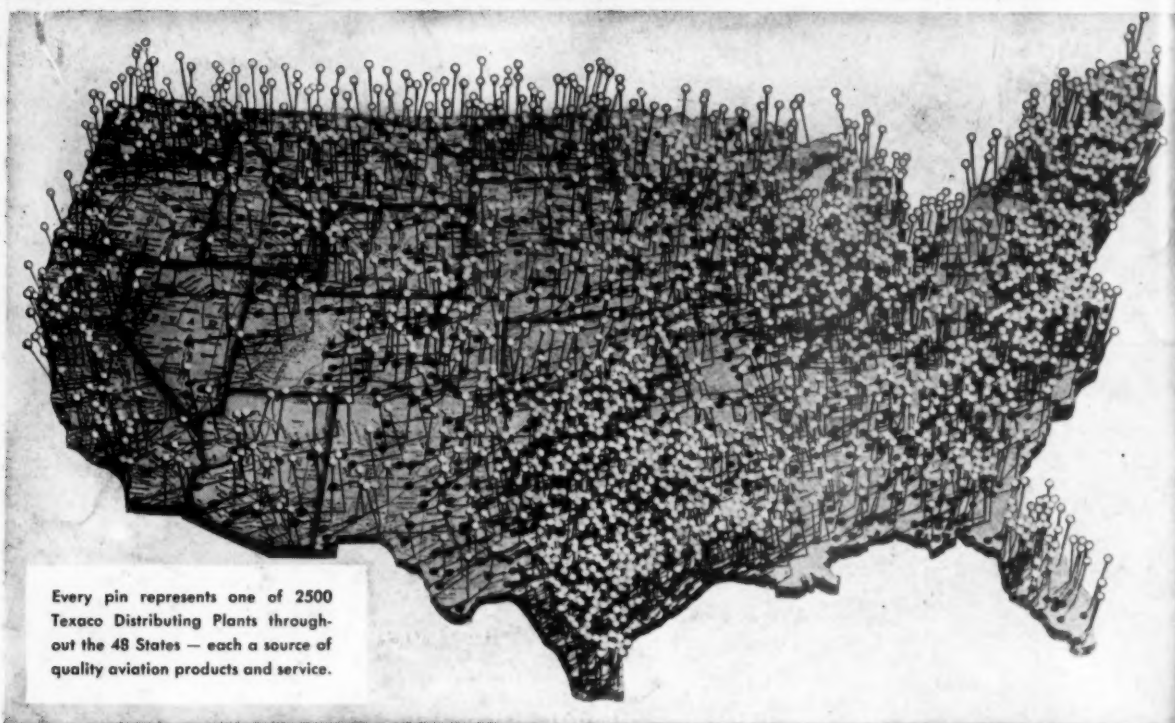 Every pin represents one of 2500
Texaco Distributing Plants through-
out the 48 States — each a source of
quality aviation products and service.